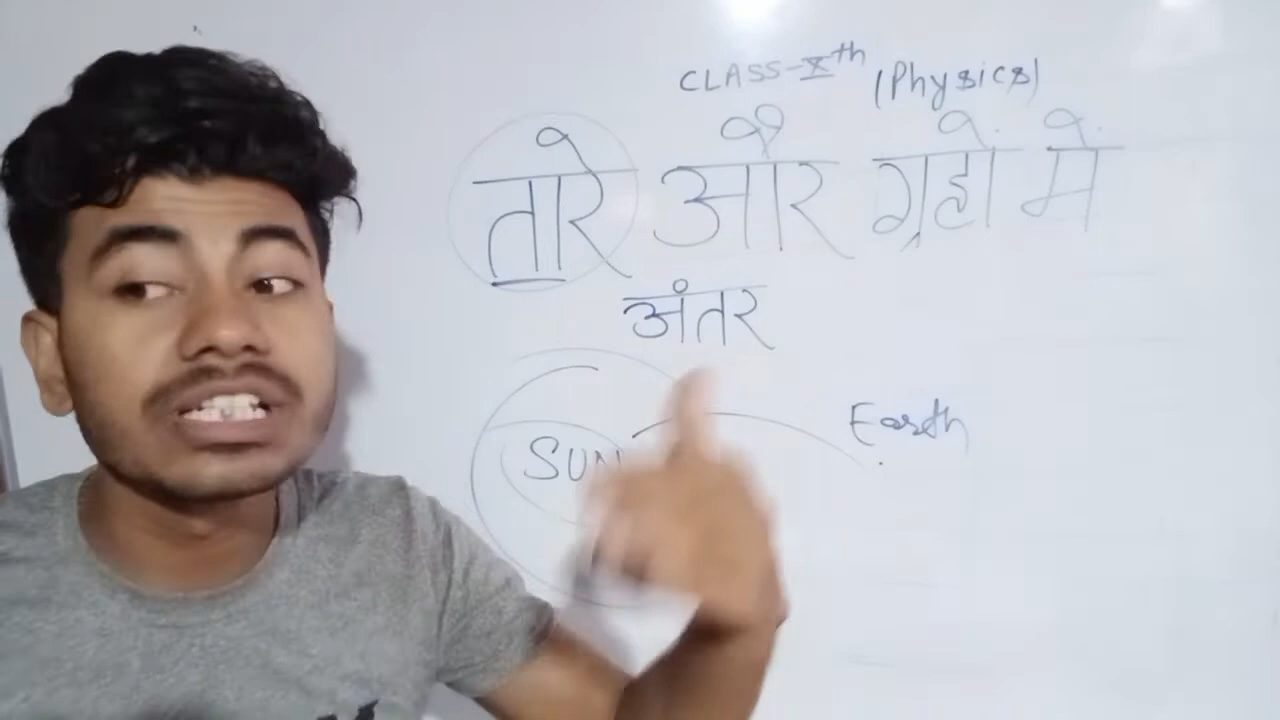 CLASS-Xth (Physics)
तारे और ग्रहों में
अंतर
SUN
Earth